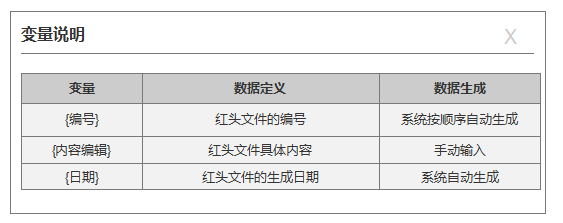 变量说明 X
变量 数据定义 数据生成
{编号} 红头文件的编号 系统按顺序自动生成
{内容编辑} 红头文件具体内容 手动输入
{日期} 红头文件的生成日期 系统自动生成